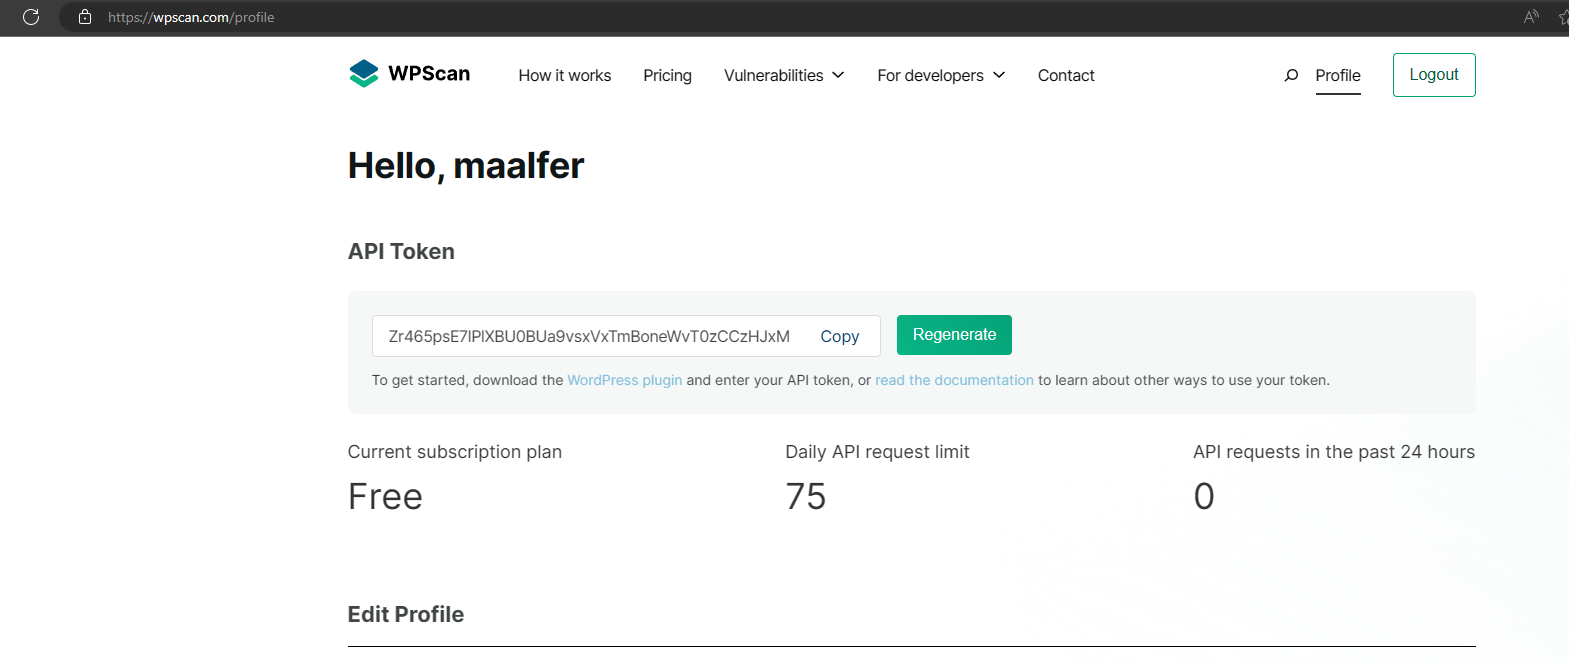 https://wpscan.com/profile
WPScan
How it works
Pricing
Vulnerabilities
For developers
Contact
Profile
Logout
Hello, maalfer
API Token
Copy
Regenerate
To get started, download the WordPress plugin and enter your API token, or read the documentation to learn about other ways to use your token.
Current subscription plan
Free
Daily API request limit
75
API requests in the past 24 hours
0
Edit Profile